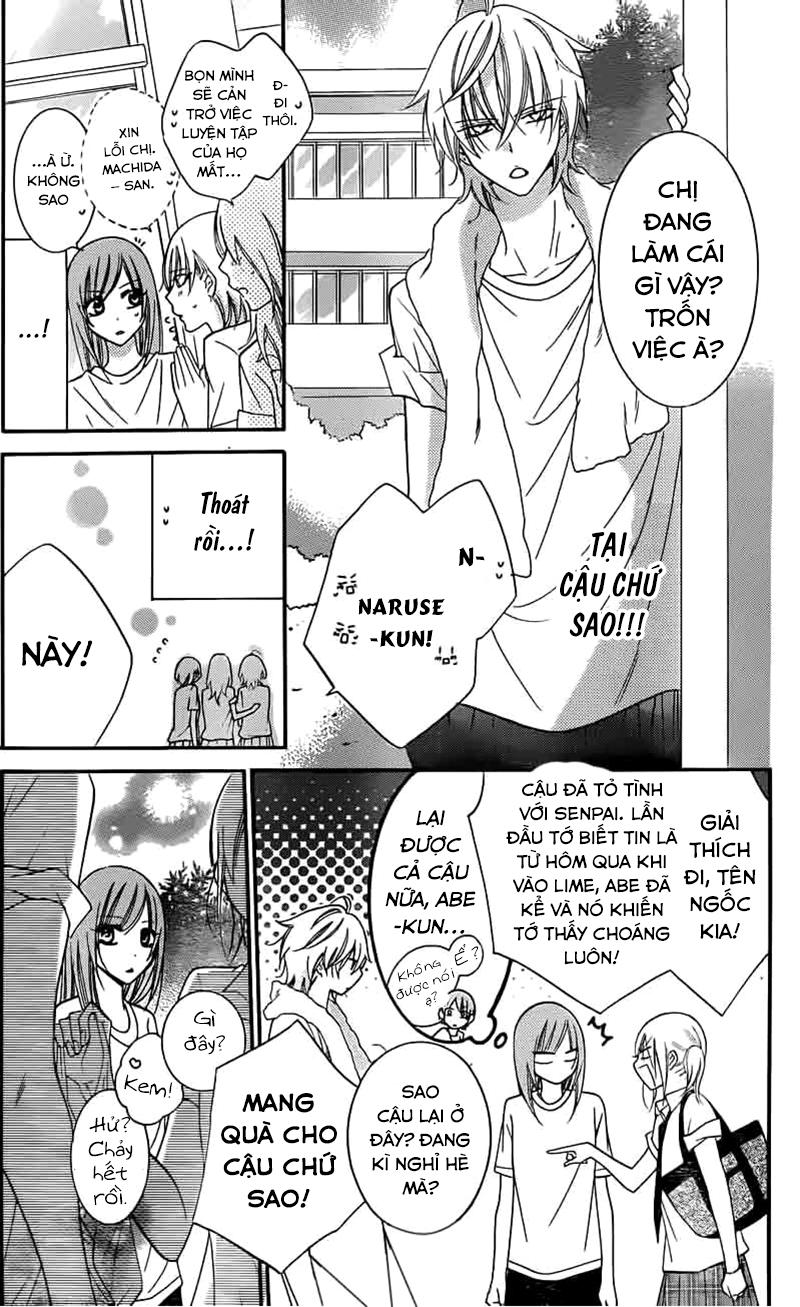 CHỊ
ĐANG
LÀM CÁI
GÌ VẬY?
TRỐN
VIỆC À?
TẠI
CẬU CHỨ
SAO!!!
N-
NARUSE
-KUN!
Đ-
ĐI
THÔI.
BỌN MÌNH
SẼ CẢN
TRỞ VIỆC
LUYỆN TẬP
CỦA HỌ
MẤT...
XIN
LỖI CHỊ.
MACHIDA
– SAN.
...À Ừ.
KHÔNG
SAO
...!
Thoát
rồi...!
NÀY!
GIẢI
THÍCH
ĐI, TÊN
NGỐC
KIA!
CẬU ĐÃ TỎ TÌNH
VỚI SENPAI. LẦN
ĐẦU TỚ BIẾT TIN LÀ
TỪ HÔM QUA KHI
VÀO LIME, ABE ĐÃ
KỂ VÀ NÓ KHIẾN
TỚ THẤY CHOÁNG
LUÔN!
LẠI
ĐƯỢC
CẢ CẬU
NỮA, ABE
-KUN...
Ể?
Không
được nói
ạ?
SAO
CẬU LẠI Ở
ĐÂY? ĐANG
KÌ NGHỈ HÈ
MÀ?
MANG
QUÀ CHO
CẬU CHỨ
SAO!
Gì
đây?
Kem!
Hử?
Chảy
hết
rồi.